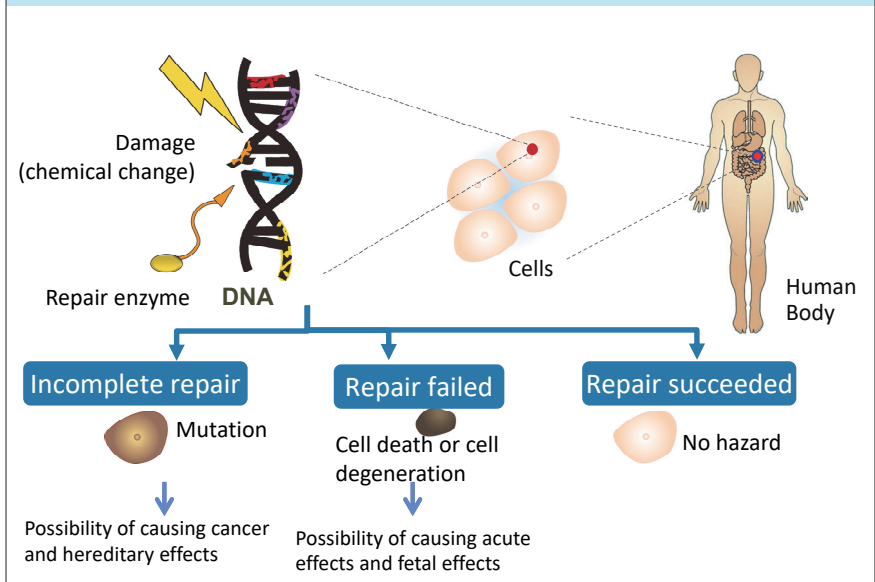 Damage
(chemical change)
Repair enzyme
DNA
Cells
Human
Body
Incomplete repair
Repair failed
Repair succeeded
Mutation
Cell death or cell
degeneration
No hazard
Possibility of causing cancer
and hereditary effects
Possibility of causing acute
effects and fetal effects